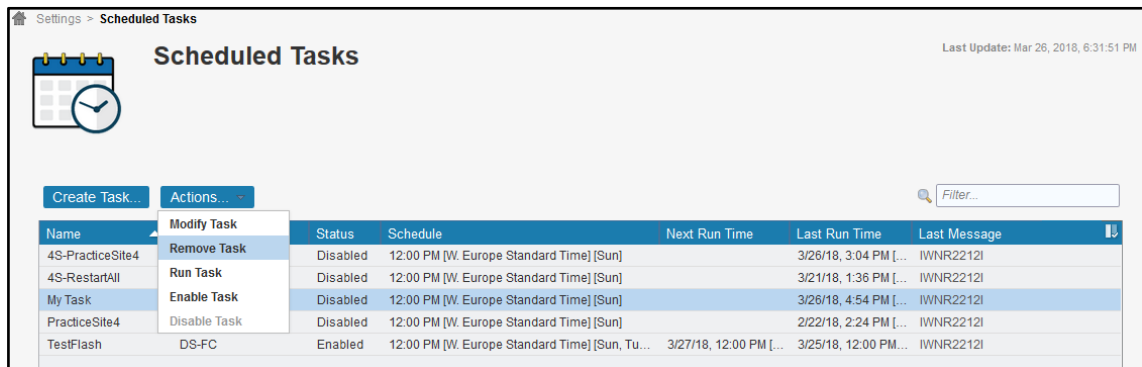 Settings > Scheduled Tasks
Scheduled Tasks
Last Update: Mar 26, 2018, 6:31:51 PM
Create Task... Actions... Filter...
Modify Task
Remove Task
Run Task
Enable Task
Disable Task
Name Status Schedule Next Run Time Last Run Time Last Message
4S-PracticeSite4 Disabled 12:00 PM [W. Europe Standard Time] [Sun] 3/26/18, 3:04 PM [... IWNR2212I
4S-RestartAll Disabled 12:00 PM [W. Europe Standard Time] [Sun] 3/21/18, 1:36 PM [... IWNR2212I
My Task Disabled 12:00 PM [W. Europe Standard Time] [Sun] 3/26/18, 4:54 PM [... IWNR2212I
PracticeSite4 Disabled 12:00 PM [W. Europe Standard Time] [Sun] 2/22/18, 2:24 PM [... IWNR2212I
TestFlash DS-FC Enabled 12:00 PM [W. Europe Standard Time] [Sun, Tu... 3/27/18, 12:00 PM [... 3/25/18, 12:00 PM... IWNR2212I